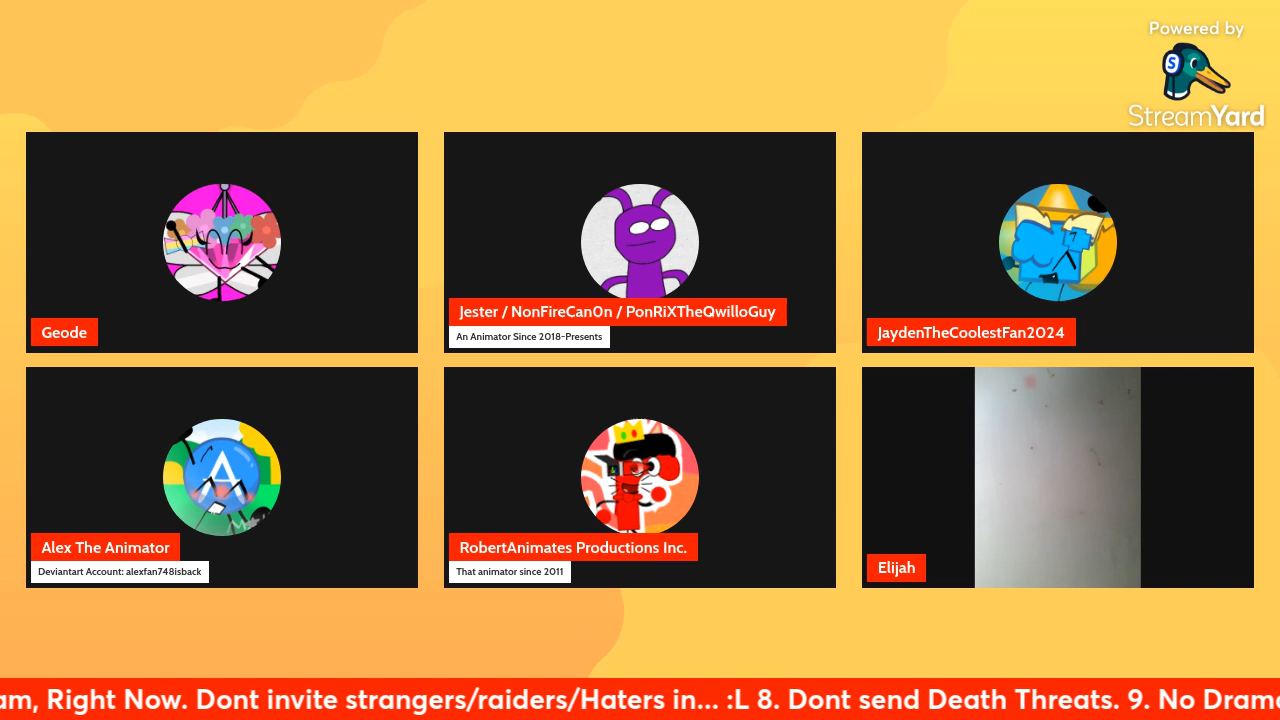 Powered by
S
StreamYard
Geode
Jester / NonFireCan0n / PonRiXTheQwilloGuy
An Animator Since 2018-Presents
JaydenTheCoolestFan2024
A
Alex The Animator
Deviantart Account: alexfan748isback
RobertAnimates Productions Inc.
That animator since 2011
Elijah
am, Right Now. Dont invite strangers/raiders/Haters in... :L 8. Dont send Death Threats. 9. No Drama